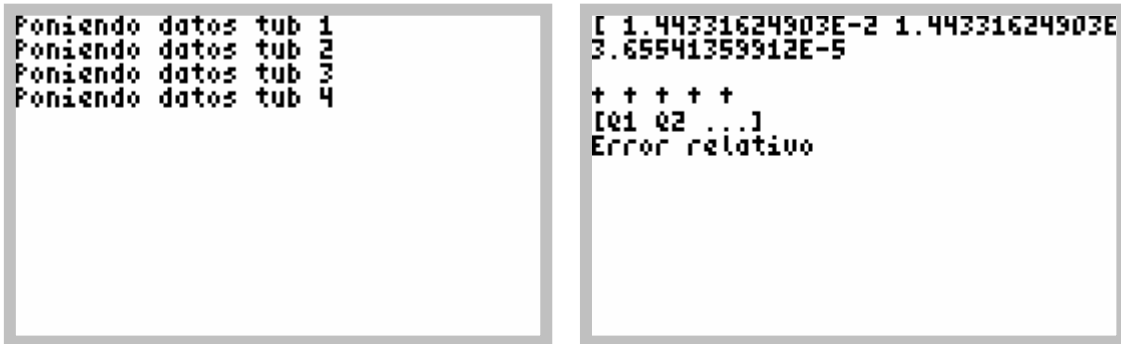 Poniendo datos tub 1
Poniendo datos tub 2
Poniendo datos tub 3
Poniendo datos tub 4
[ 1.44331624903E-2 1.44331624903E
3.65541359912E-5
↑ ↑ ↑ ↑ ↑
[Q1 Q2 ...]
Error relativo